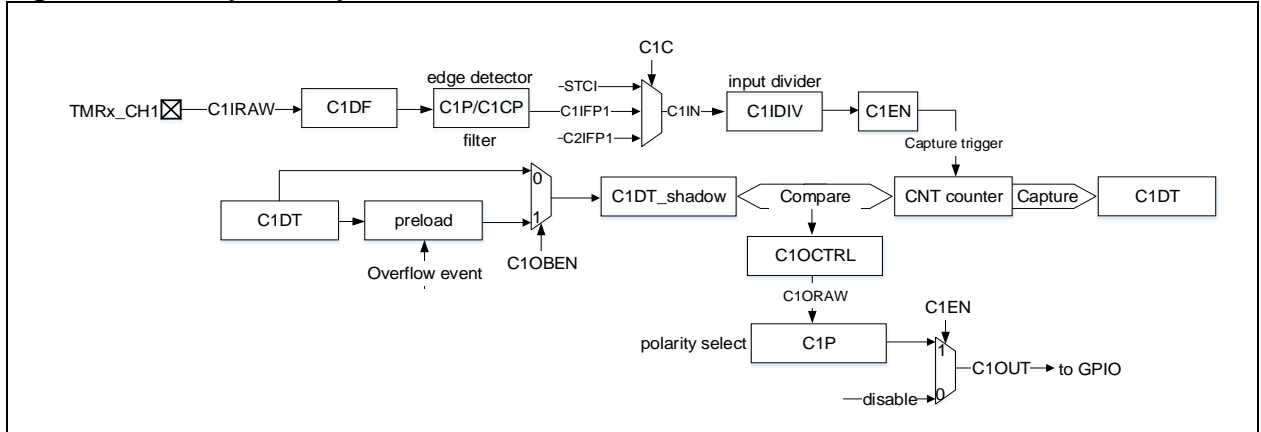 C1C
edge detector
input divider
STCI
TMRx_CH1
C1IRAW
C1DF
C1P/C1CP
C1IFP1
C1IN
C1IDIV
C1EN
filter
C2IFP1
Capture trigger
0
C1DT_shadow
Compare
CNT counter
Capture
C1DT
C1DT
preload
1
C1OBEN
Overflow event
C1OCTRL
C1ORAW
C1EN
polarity select
C1P
1
C1OUT
to GPIO
disable
0